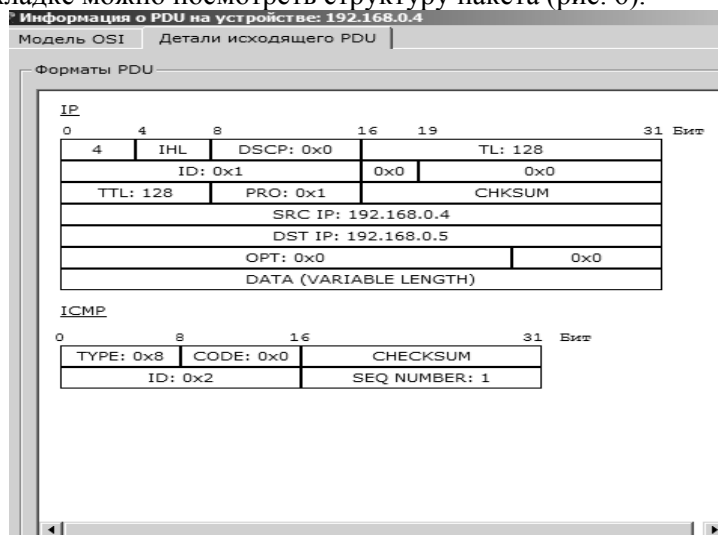 кладке можно посмотреть структуру пакета (рис. 6).
Информация о PDU на устройстве: 192.168.0.4
Модель OSI Детали исходящего PDU
Форматы PDU
IP
0 4 8 16 19 31 Бит
4 IHL DSCP: 0x0 TL: 128
ID: 0x1 0x0 0x0
TTL: 128 PRO: 0x1 CHKSUM
SRC IP: 192.168.0.4
DST IP: 192.168.0.5
OPT: 0x0 0x0
DATA (VARIABLE LENGTH)
ICMP
0 8 16 31 Бит
TYPE: 0x8 CODE: 0x0 CHECKSUM
ID: 0x2 SEQ NUMBER: 1